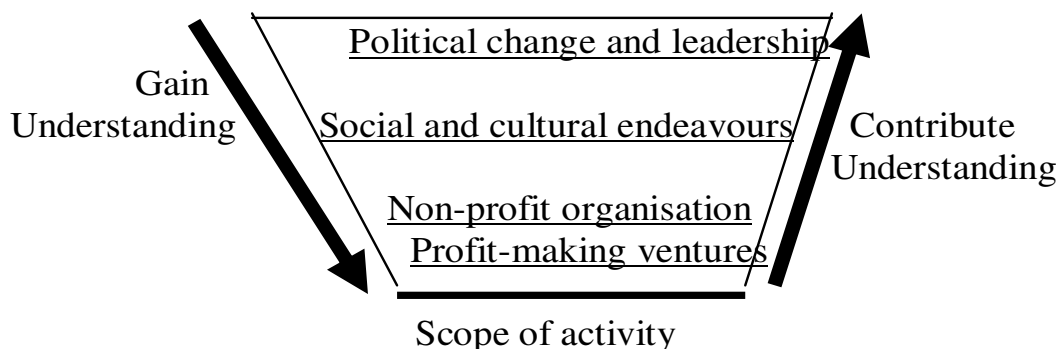 Political change and leadership
Gain
Understanding
Social and cultural endeavours
Contribute
Understanding
Non-profit organisation
Profit-making ventures
Scope of activity